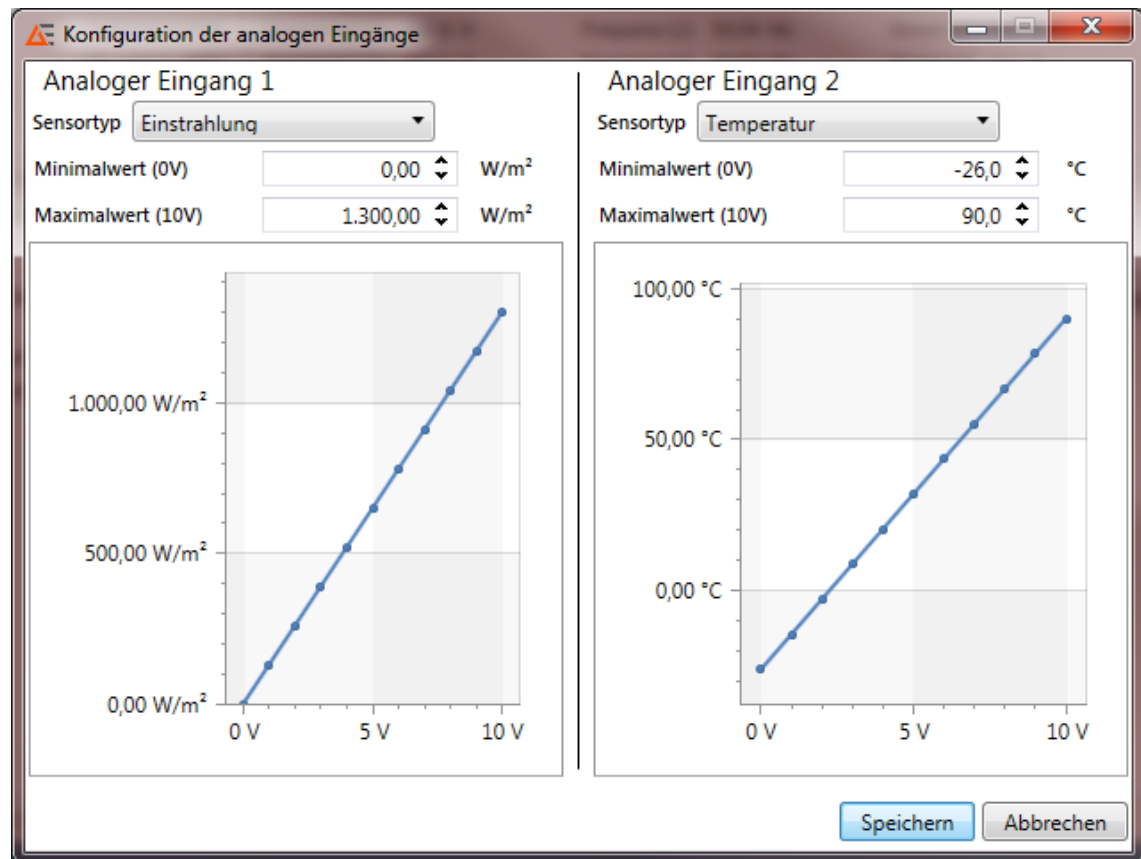 Konfiguration der analogen Eingänge
Analoger Eingang 1
Sensortyp Einstrahlung
Minimalwert (0V) 0,00 W/m²
Maximalwert (10V) 1.300,00 W/m²
1.000,00 W/m²
500,00 W/m²
0,00 W/m²
0 V 5 V 10 V
Analoger Eingang 2
Sensortyp Temperatur
Minimalwert (0V) -26,0 °C
Maximalwert (10V) 90,0 °C
100,00 °C
50,00 °C
0,00 °C
0 V 5 V 10 V
Speichern Abbrechen